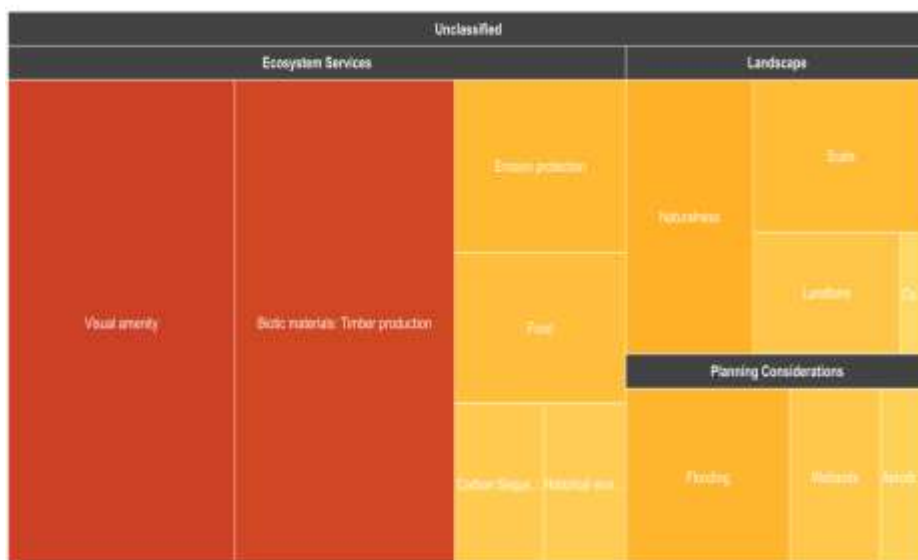 Unclassified
Ecosystem Services
Landscape
Erosion protection
Scale
Naturalness
Landform
Visual amenity
Biotic materials: Timber production
Food
Planning Considerations
Flooding
Wetlands